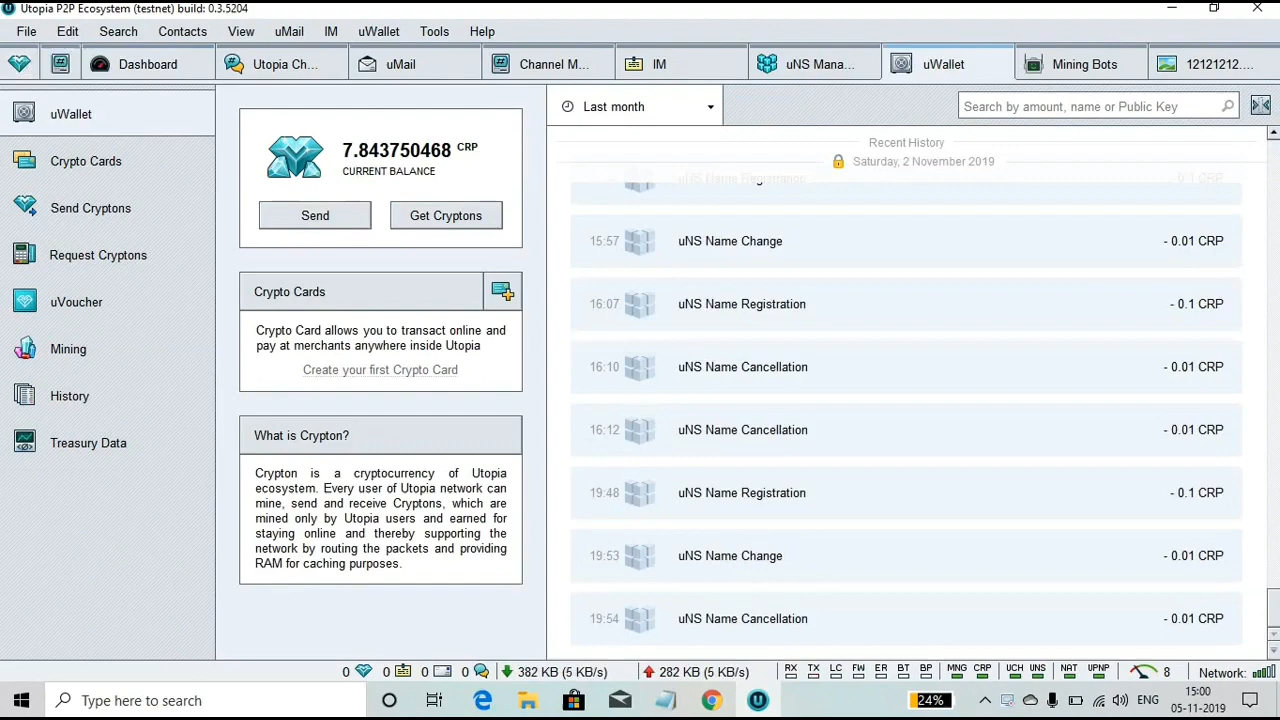 Utopia P2P Ecosystem (testnet) build: 0.3.5204
File Edit Search Contacts View uMail IM uWallet Tools Help
Dashboard Utopia Ch... uMail Channel M... IM uNS Mana... uWallet Mining Bots 12121212....
uWallet
Crypto Cards
Send Cryptons
Request Cryptons
uVoucher
Mining
History
Treasury Data
7.843750468 CRP
CURRENT BALANCE
Send Get Cryptons
Crypto Cards
Crypto Card allows you to transact online and
pay at merchants anywhere inside Utopia
Create your first Crypto Card
What is Crypton?
Crypton is a cryptocurrency of Utopia
ecosystem. Every user of Utopia network can
mine, send and receive Cryptons, which are
mined only by Utopia users and earned for
staying online and thereby supporting the
network by routing the packets and providing
RAM for caching purposes.
Last month
Search by amount, name or Public Key
Recent History
Saturday, 2 November 2019
uNS Name Registration - 0.1 CRP
15:57 uNS Name Change - 0.01 CRP
16:07 uNS Name Registration - 0.1 CRP
16:10 uNS Name Cancellation - 0.01 CRP
16:12 uNS Name Cancellation - 0.01 CRP
19:48 uNS Name Registration - 0.1 CRP
19:53 uNS Name Change - 0.01 CRP
19:54 uNS Name Cancellation - 0.01 CRP
0 0 0 0 382 KB (5 KB/s) 282 KB (5 KB/s) RX TX LC FW ER BT BP MNG CRP UCH UNS NAT UPNP 8 Network:
Type here to search
24%
ENG
15:00
05-11-2019